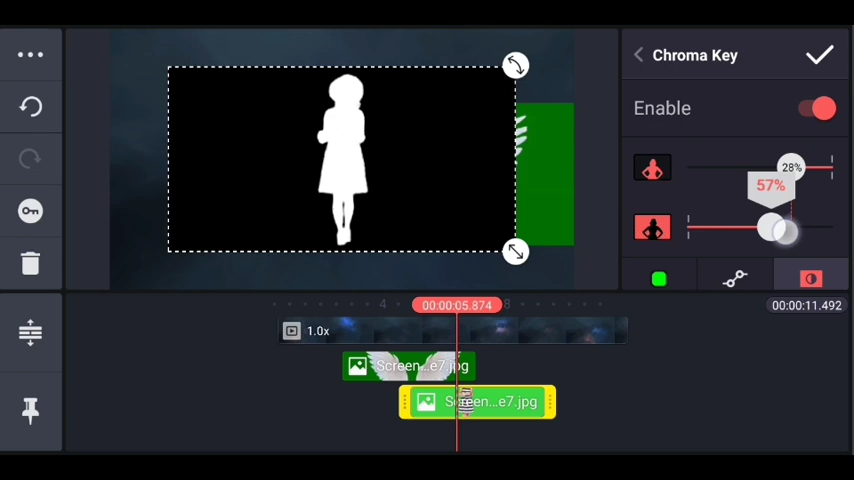 Chroma Key
Enable
28%
57%
4
00:00:05.874
8
00:00:11.492
1.0x
Screen...e7.jpg
Screen...e7.jpg